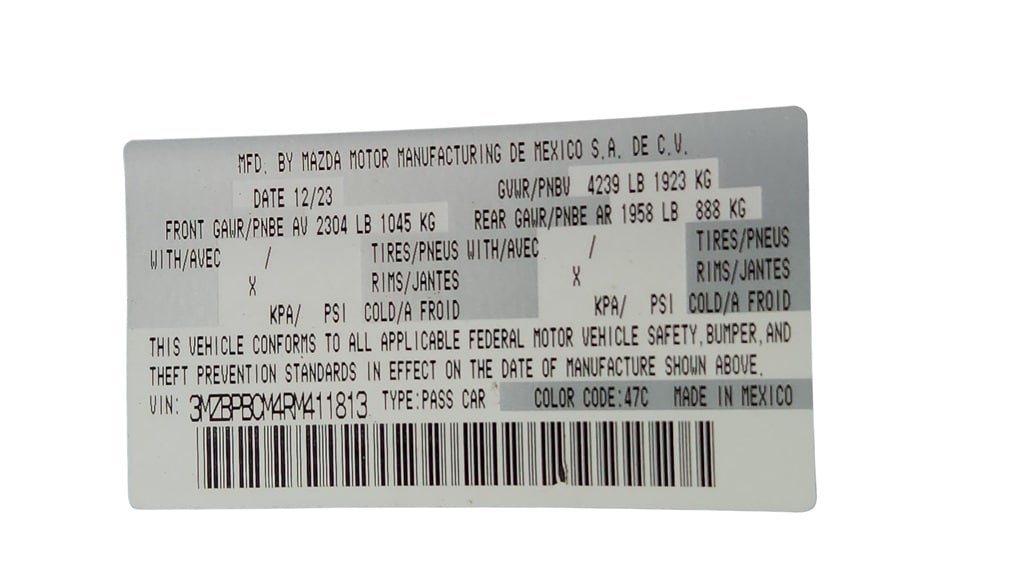 MFD. BY MAZDA MOTOR MANUFACTURING DE MEXICO S.A. DE C.V.
DATE 12/23 GVWR/PNBV 4239 LB 1923 KG
FRONT GAWR/PNBE AV 2304 LB 1045 KG REAR GAWR/PNBE AR 1958 LB 888 KG
WITH/AVEC / TIRES/PNEUS WITH/AVEC / TIRES/PNEUS
X RIMS/JANTES X RIMS/JANTES
KPA/ PSI COLD/A FROID KPA/ PSI COLD/A FROID
THIS VEHICLE CONFORMS TO ALL APPLICABLE FEDERAL MOTOR VEHICLE SAFETY,BUMPER,AND
THEFT PREVENTION STANDARDS IN EFFECT ON THE DATE OF MANUFACTURE SHOWN ABOVE.
VIN: 3MZBPBCM4RM411813 TYPE:PASS CAR COLOR CODE:47C MADE IN MEXICO